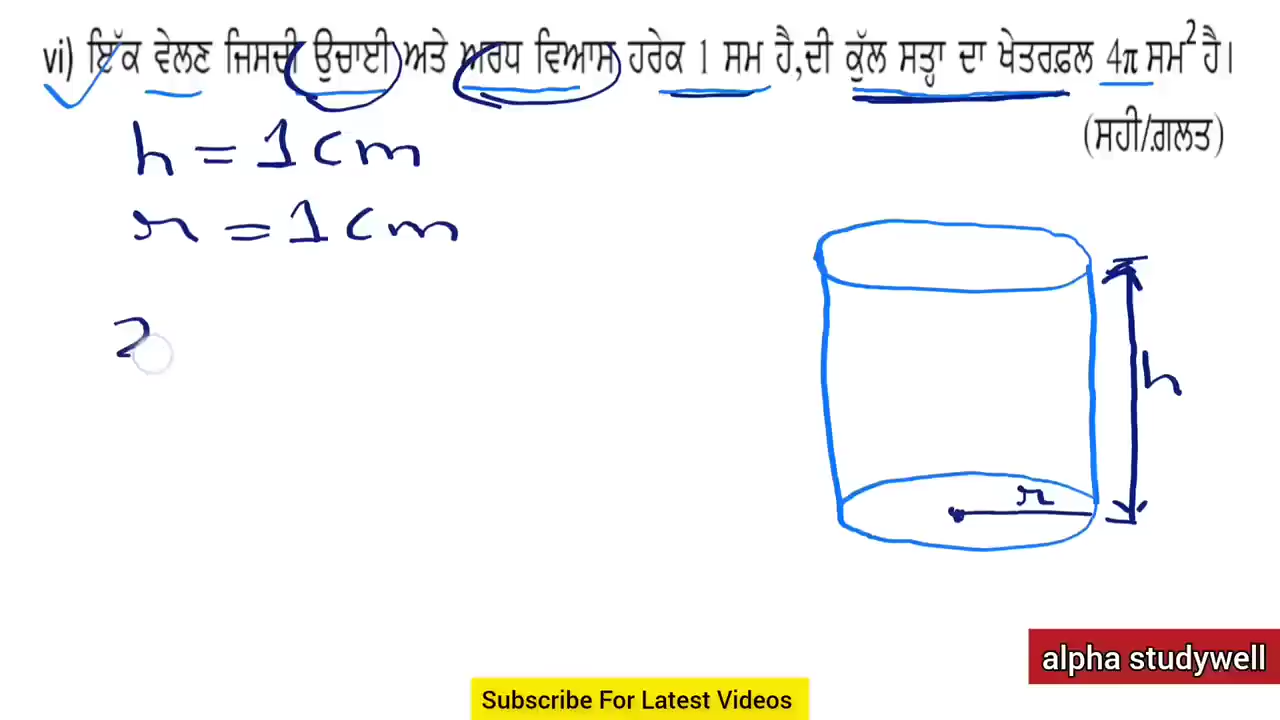 vi) ਇੱਕ ਵੇਲਣ ਜਿਸਦੀ ਉਚਾਈ ਅਤੇ ਅਰਧ ਵਿਆਸ ਹਰੇਕ 1 ਸਮ ਹੈ,ਦੀ ਕੁੱਲ ਸਤ੍ਹਾ ਦਾ ਖੇਤਰਫ਼ਲ 4π ਸਮ² ਹੈ।
(ਸਹੀ/ਗ਼ਲਤ)
h = 1 cm
r = 1 cm
2
h
r
alpha studywell
Subscribe For Latest Videos